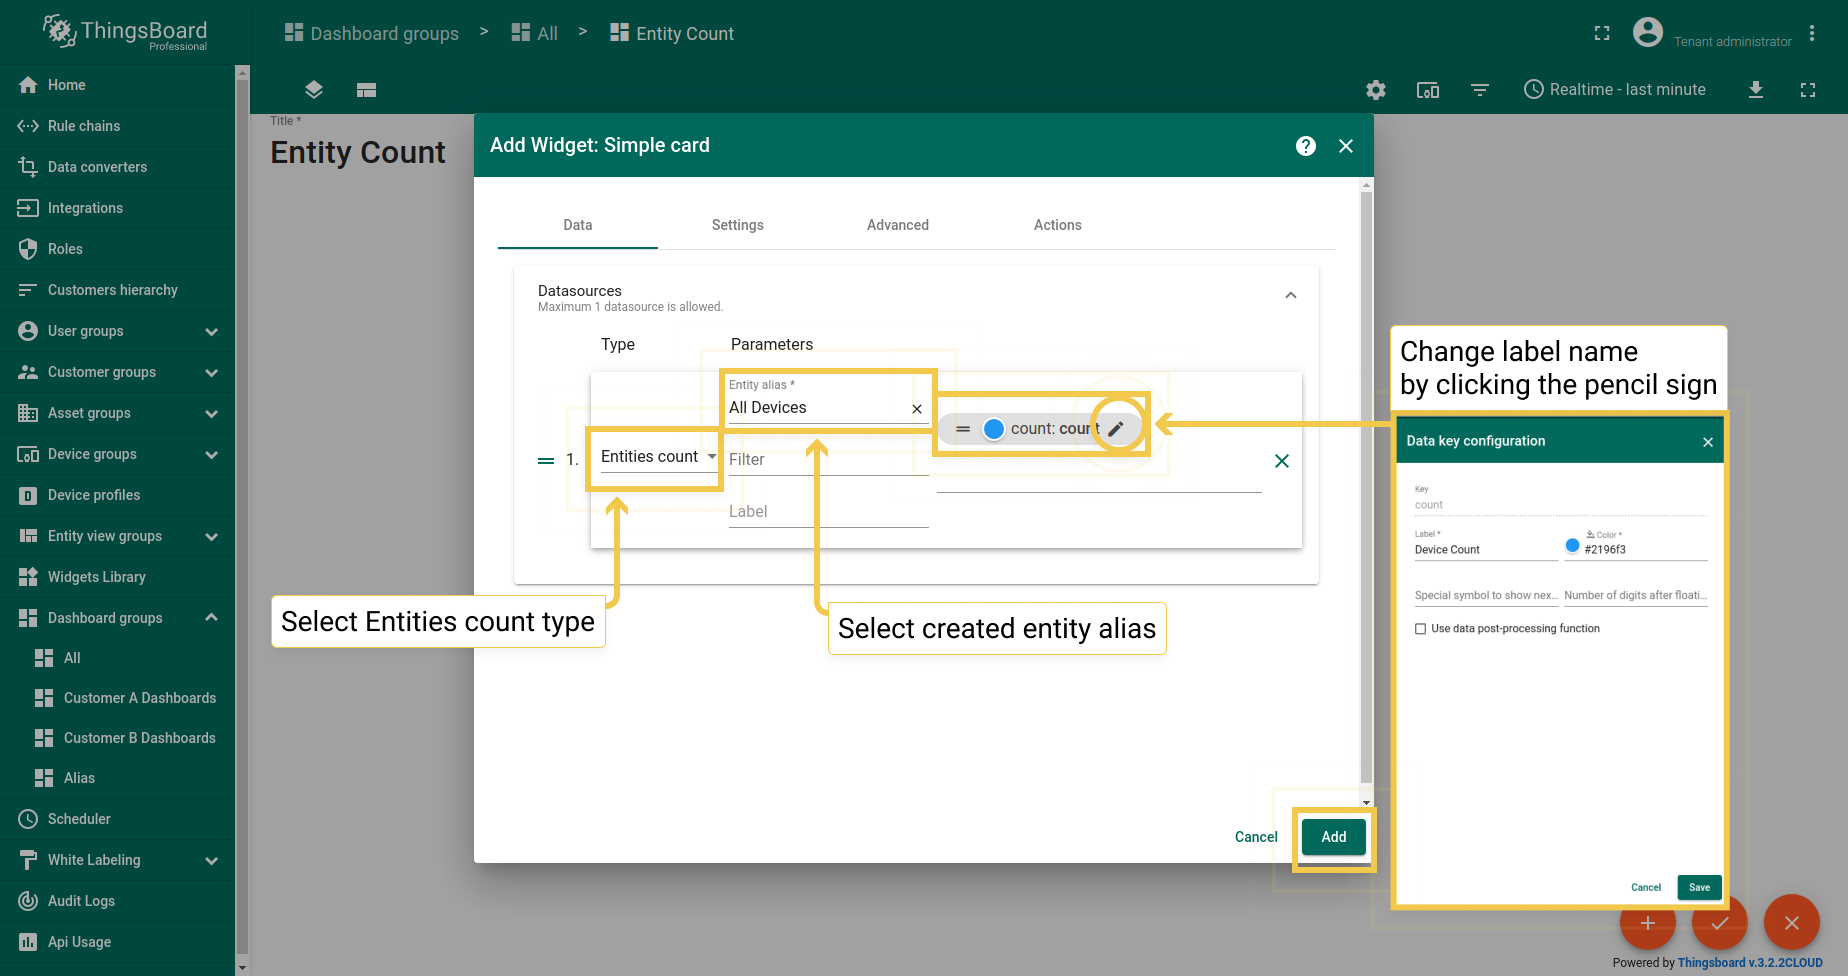 ThingsBoard
Professional
Dashboard groups > All > Entity Count
Tenant administrator
Realtime - last minute
Home
Rule chains
Data converters
Integrations
Roles
Customers hierarchy
User groups
Customer groups
Asset groups
Device groups
Device profiles
Entity view groups
Widgets Library
Dashboard groups
All
Customer A Dashboards
Customer B Dashboards
Alias
Scheduler
White Labeling
Audit Logs
Api Usage
Title *
Entity Count
Add Widget: Simple card
Data Settings Advanced Actions
Datasources
Maximum 1 datasource is allowed.
Type Parameters
Entity alias *
All Devices
count: count
1. Entities count
Filter
Label
Select Entities count type
Select created entity alias
Cancel Add
Change label name
by clicking the pencil sign
Data key configuration
Key
count
Label * Color *
Device Count #2196f3
Special symbol to show nex... Number of digits after floati...
Use data post-processing function
Cancel Save
Powered by Thingsboard v.3.2.2CLOUD